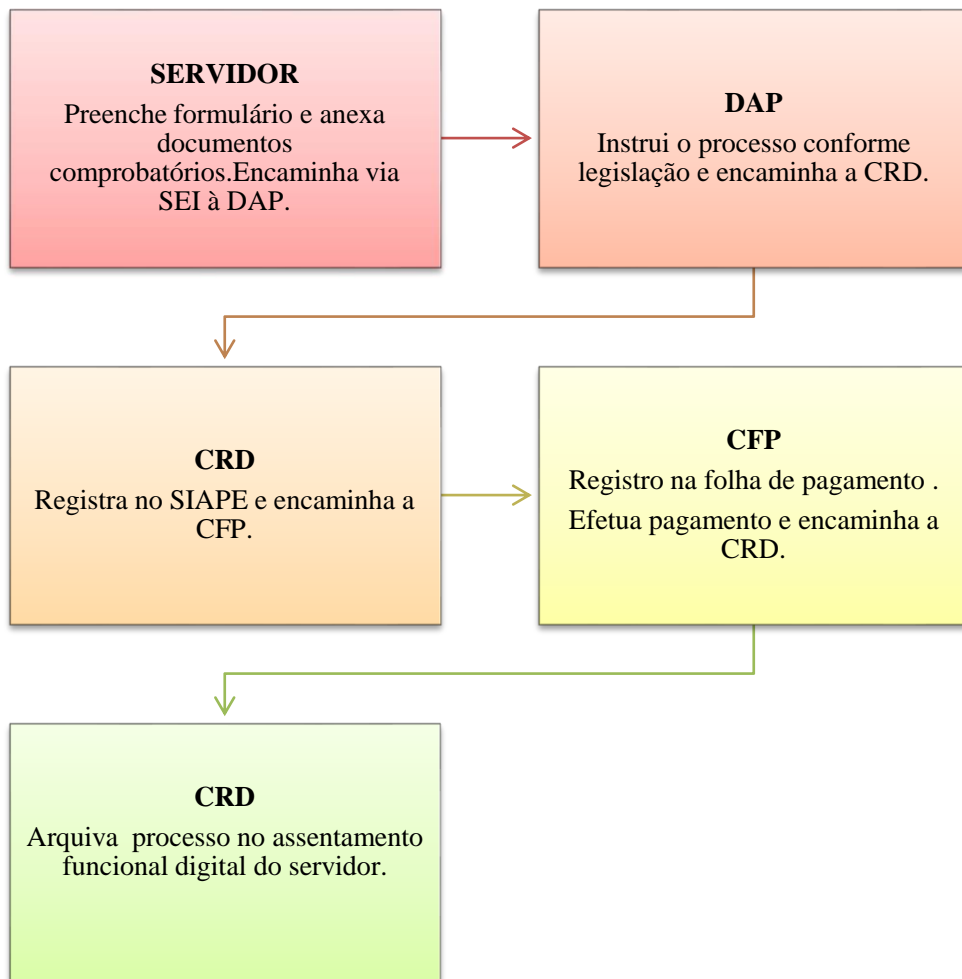 SERVIDOR
Preenche formulário e anexa
documentos
comprobatórios.Encaminha via
SEI à DAP.
DAP
Instrui o processo conforme
legislação e encaminha a CRD.
CRD
Registra no SIAPE e encaminha a
CFP.
CFP
Registro na folha de pagamento .
Efetua pagamento e encaminha a
CRD.
CRD
Arquiva  processo no assentamento
funcional digital do servidor.